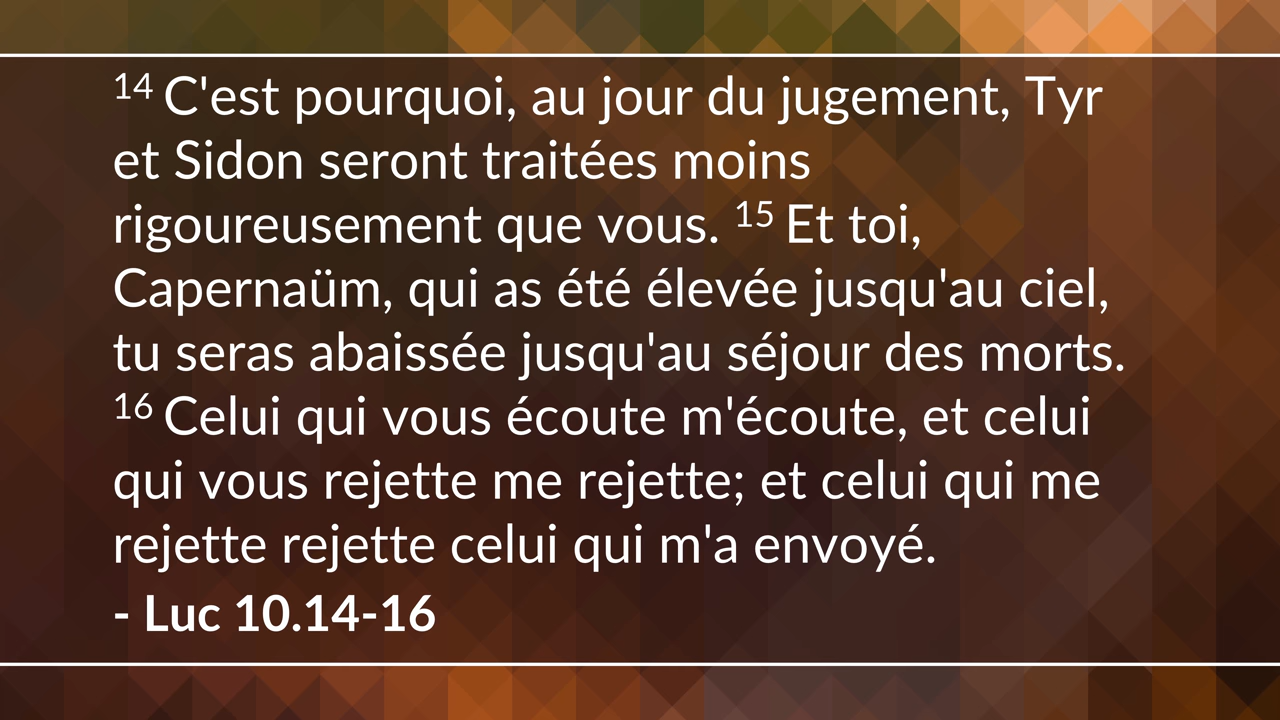 14 C'est pourquoi, au jour du jugement, Tyr
et Sidon seront traitées moins
rigoureusement que vous. 15 Et toi,
Capernaüm, qui as été élevée jusqu'au ciel,
tu seras abaissée jusqu'au séjour des morts.
16 Celui qui vous écoute m'écoute, et celui
qui vous rejette me rejette; et celui qui me
rejette rejette celui qui m'a envoyé.
- Luc 10.14-16